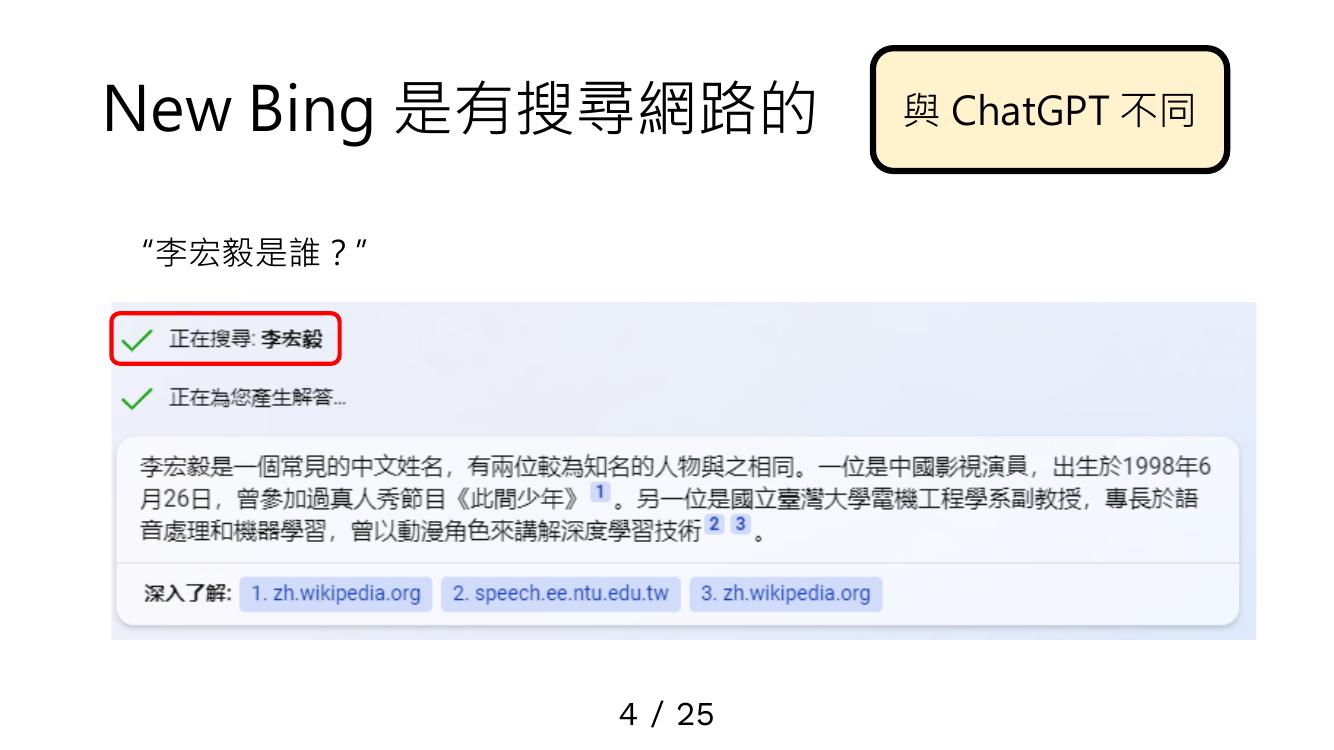 New Bing 是有搜尋網路的
與 ChatGPT 不同
“李宏毅是誰？”
正在搜尋: 李宏毅
正在為您產生解答...
李宏毅是一個常見的中文姓名，有兩位較為知名的人物與之相同。一位是中國影視演員，出生於1998年6
月26日，曾參加過真人秀節目《此間少年》 1 。另一位是國立臺灣大學電機工程學系副教授，專長於語
音處理和機器學習，曾以動漫角色來講解深度學習技術 2 3 。
深入了解: 1. zh.wikipedia.org 2. speech.ee.ntu.edu.tw 3. zh.wikipedia.org
4 / 25